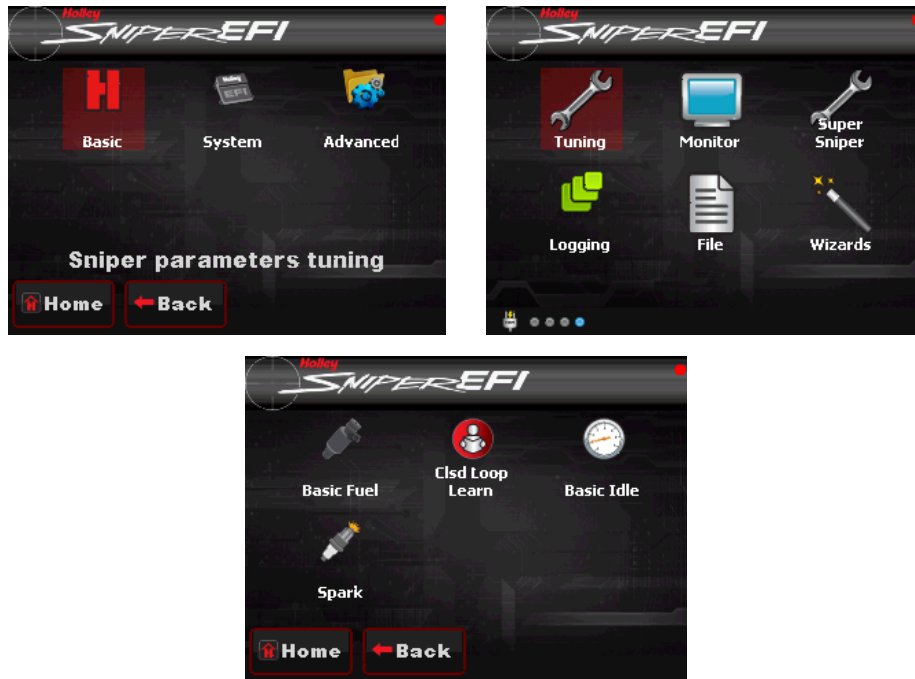 Holley
SNIPER EFI
Basic
System
Advanced
Sniper parameters tuning
Home
Back
Holley
SNIPER EFI
Tuning
Monitor
Super
Sniper
Logging
File
Wizards
Holley
SNIPER EFI
Basic Fuel
Clsd Loop
Learn
Basic Idle
Spark
Home
Back